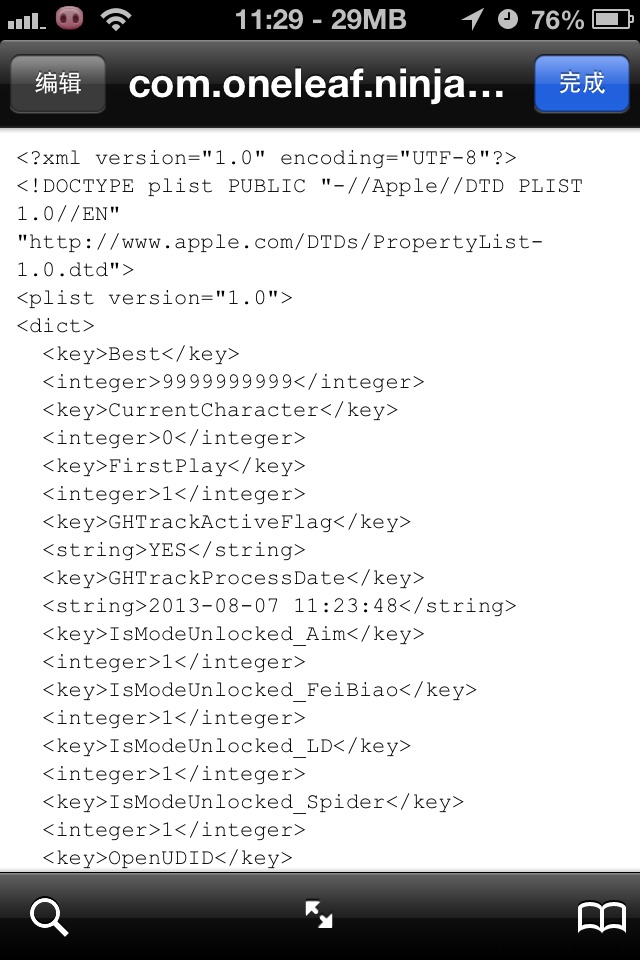 11:29 - 29MB
76%
编辑
com.oneleaf.ninja...
完成
<?xml version="1.0" encoding="UTF-8"?>
<!DOCTYPE plist PUBLIC "-//Apple//DTD PLIST
1.0//EN"
"http://www.apple.com/DTDs/PropertyList-
1.0.dtd">
<plist version="1.0">
<dict>
<key>Best</key>
<integer>9999999999</integer>
<key>CurrentCharacter</key>
<integer>0</integer>
<key>FirstPlay</key>
<integer>1</integer>
<key>GHTrackActiveFlag</key>
<string>YES</string>
<key>GHTrackProcessDate</key>
<string>2013-08-07 11:23:48</string>
<key>IsModeUnlocked_Aim</key>
<integer>1</integer>
<key>IsModeUnlocked_FeiBiao</key>
<integer>1</integer>
<key>IsModeUnlocked_LD</key>
<integer>1</integer>
<key>IsModeUnlocked_Spider</key>
<integer>1</integer>
<key>OpenUDID</key>